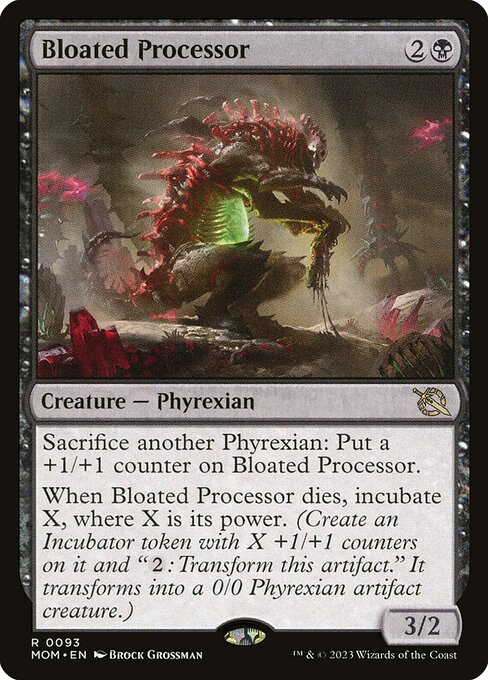 Bloated Processor 2
Creature — Phyrexian
Sacrifice another Phyrexian: Put a
+1/+1 counter on Bloated Processor.
When Bloated Processor dies, incubate
X, where X is its power. (Create an
Incubator token with X +1/+1 counters
on it and “2: Transform this artifact.” It
transforms into a 0/0 Phyrexian artifact
creature.)
3/2
R 0093
MOM • EN Brock Grossman
™ & © 2023 Wizards of the Coast